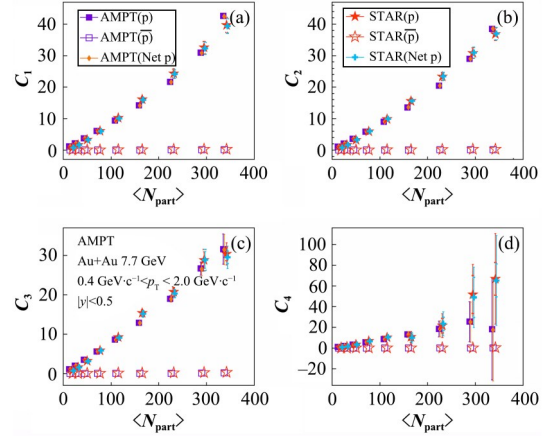 AMPT(p)
AMPT(p̅)
AMPT(Net p)
(a)
40
30
20
10
0
C1
0 100 200 300 400
⟨Npart⟩
STAR(p)
STAR(p̅)
STAR(Net p)
(b)
40
30
20
10
0
C2
0 100 200 300 400
⟨Npart⟩
AMPT
Au+Au 7.7 GeV
0.4 GeV·c⁻¹<pT < 2.0 GeV·c⁻¹
|y|<0.5
(c)
30
20
10
0
C3
0 100 200 300 400
⟨Npart⟩
(d)
100
80
60
40
20
0
−20
C4
0 100 200 300 400
⟨Npart⟩